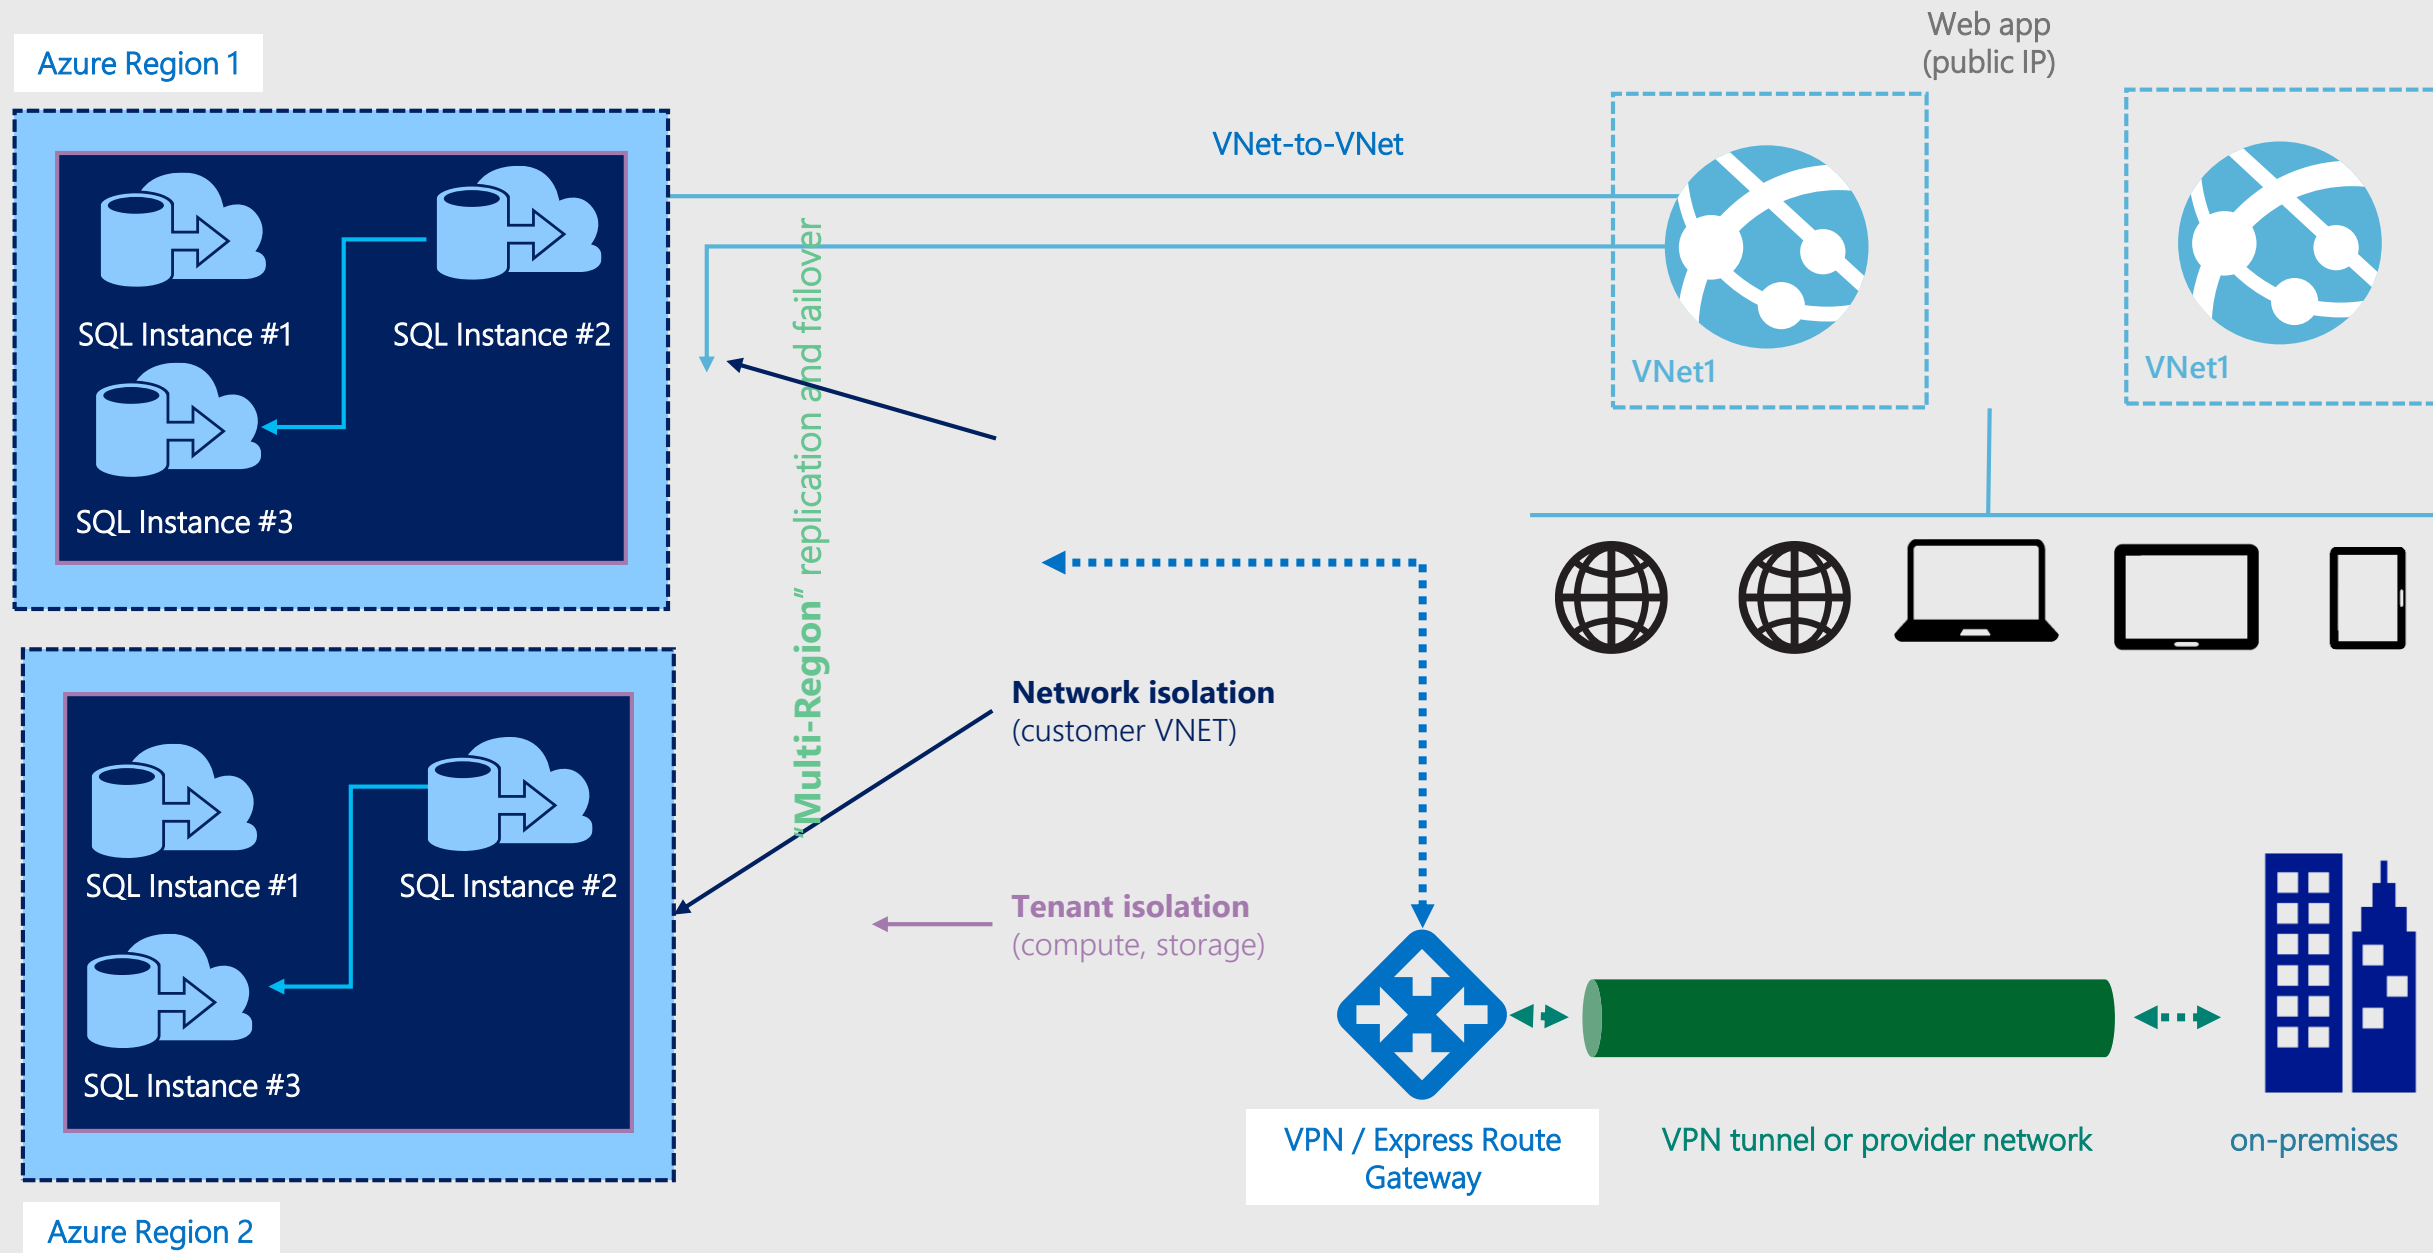 Web app
(public IP)
Azure Region 1
VNet-to-VNet
SQL Instance #1
SQL Instance #2
SQL Instance #3
VNet1
VNet1
“Multi-Region” replication and failover
Network isolation
(customer VNET)
SQL Instance #1
SQL Instance #2
SQL Instance #3
Tenant isolation
(compute, storage)
VPN / Express Route
Gateway
VPN tunnel or provider network
on-premises
Azure Region 2